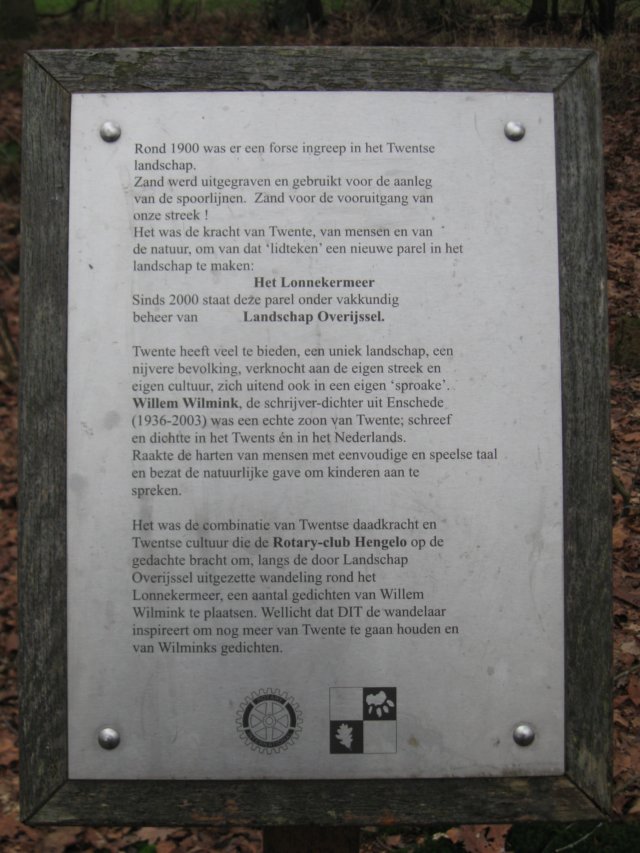 Rond 1900 was er een forse ingreep in het Twentse
landschap.
Zand werd uitgegraven en gebruikt voor de aanleg
van de spoorlijnen.  Zand voor de vooruitgang van
onze streek !
Het was de kracht van Twente, van mensen en van
de natuur, om van dat ‘lidteken’ een nieuwe parel in het
landschap te maken:
Het Lonnekermeer
Sinds 2000 staat deze parel onder vakkundig
beheer van Landschap Overijssel.
Twente heeft veel te bieden, een uniek landschap, een
nijvere bevolking, verknocht aan de eigen streek en
eigen cultuur, zich uitend ook in een eigen ‘sproake’.
Willem Wilmink, de schrijver-dichter uit Enschede
(1936-2003) was een echte zoon van Twente; schreef
en dichtte in het Twents én in het Nederlands.
Raakte de harten van mensen met eenvoudige en speelse taal
en bezat de natuurlijke gave om kinderen aan te
spreken.
Het was de combinatie van Twentse daadkracht en
Twentse cultuur die de Rotary-club Hengelo op de
gedachte bracht om, langs de door Landschap
Overijssel uitgezette wandeling rond het
Lonnekermeer, een aantal gedichten van Willem
Wilmink te plaatsen. Wellicht dat DIT de wandelaar
inspireert om nog meer van Twente te gaan houden en
van Wilminks gedichten.
ROTARY
INTERNATIONAL